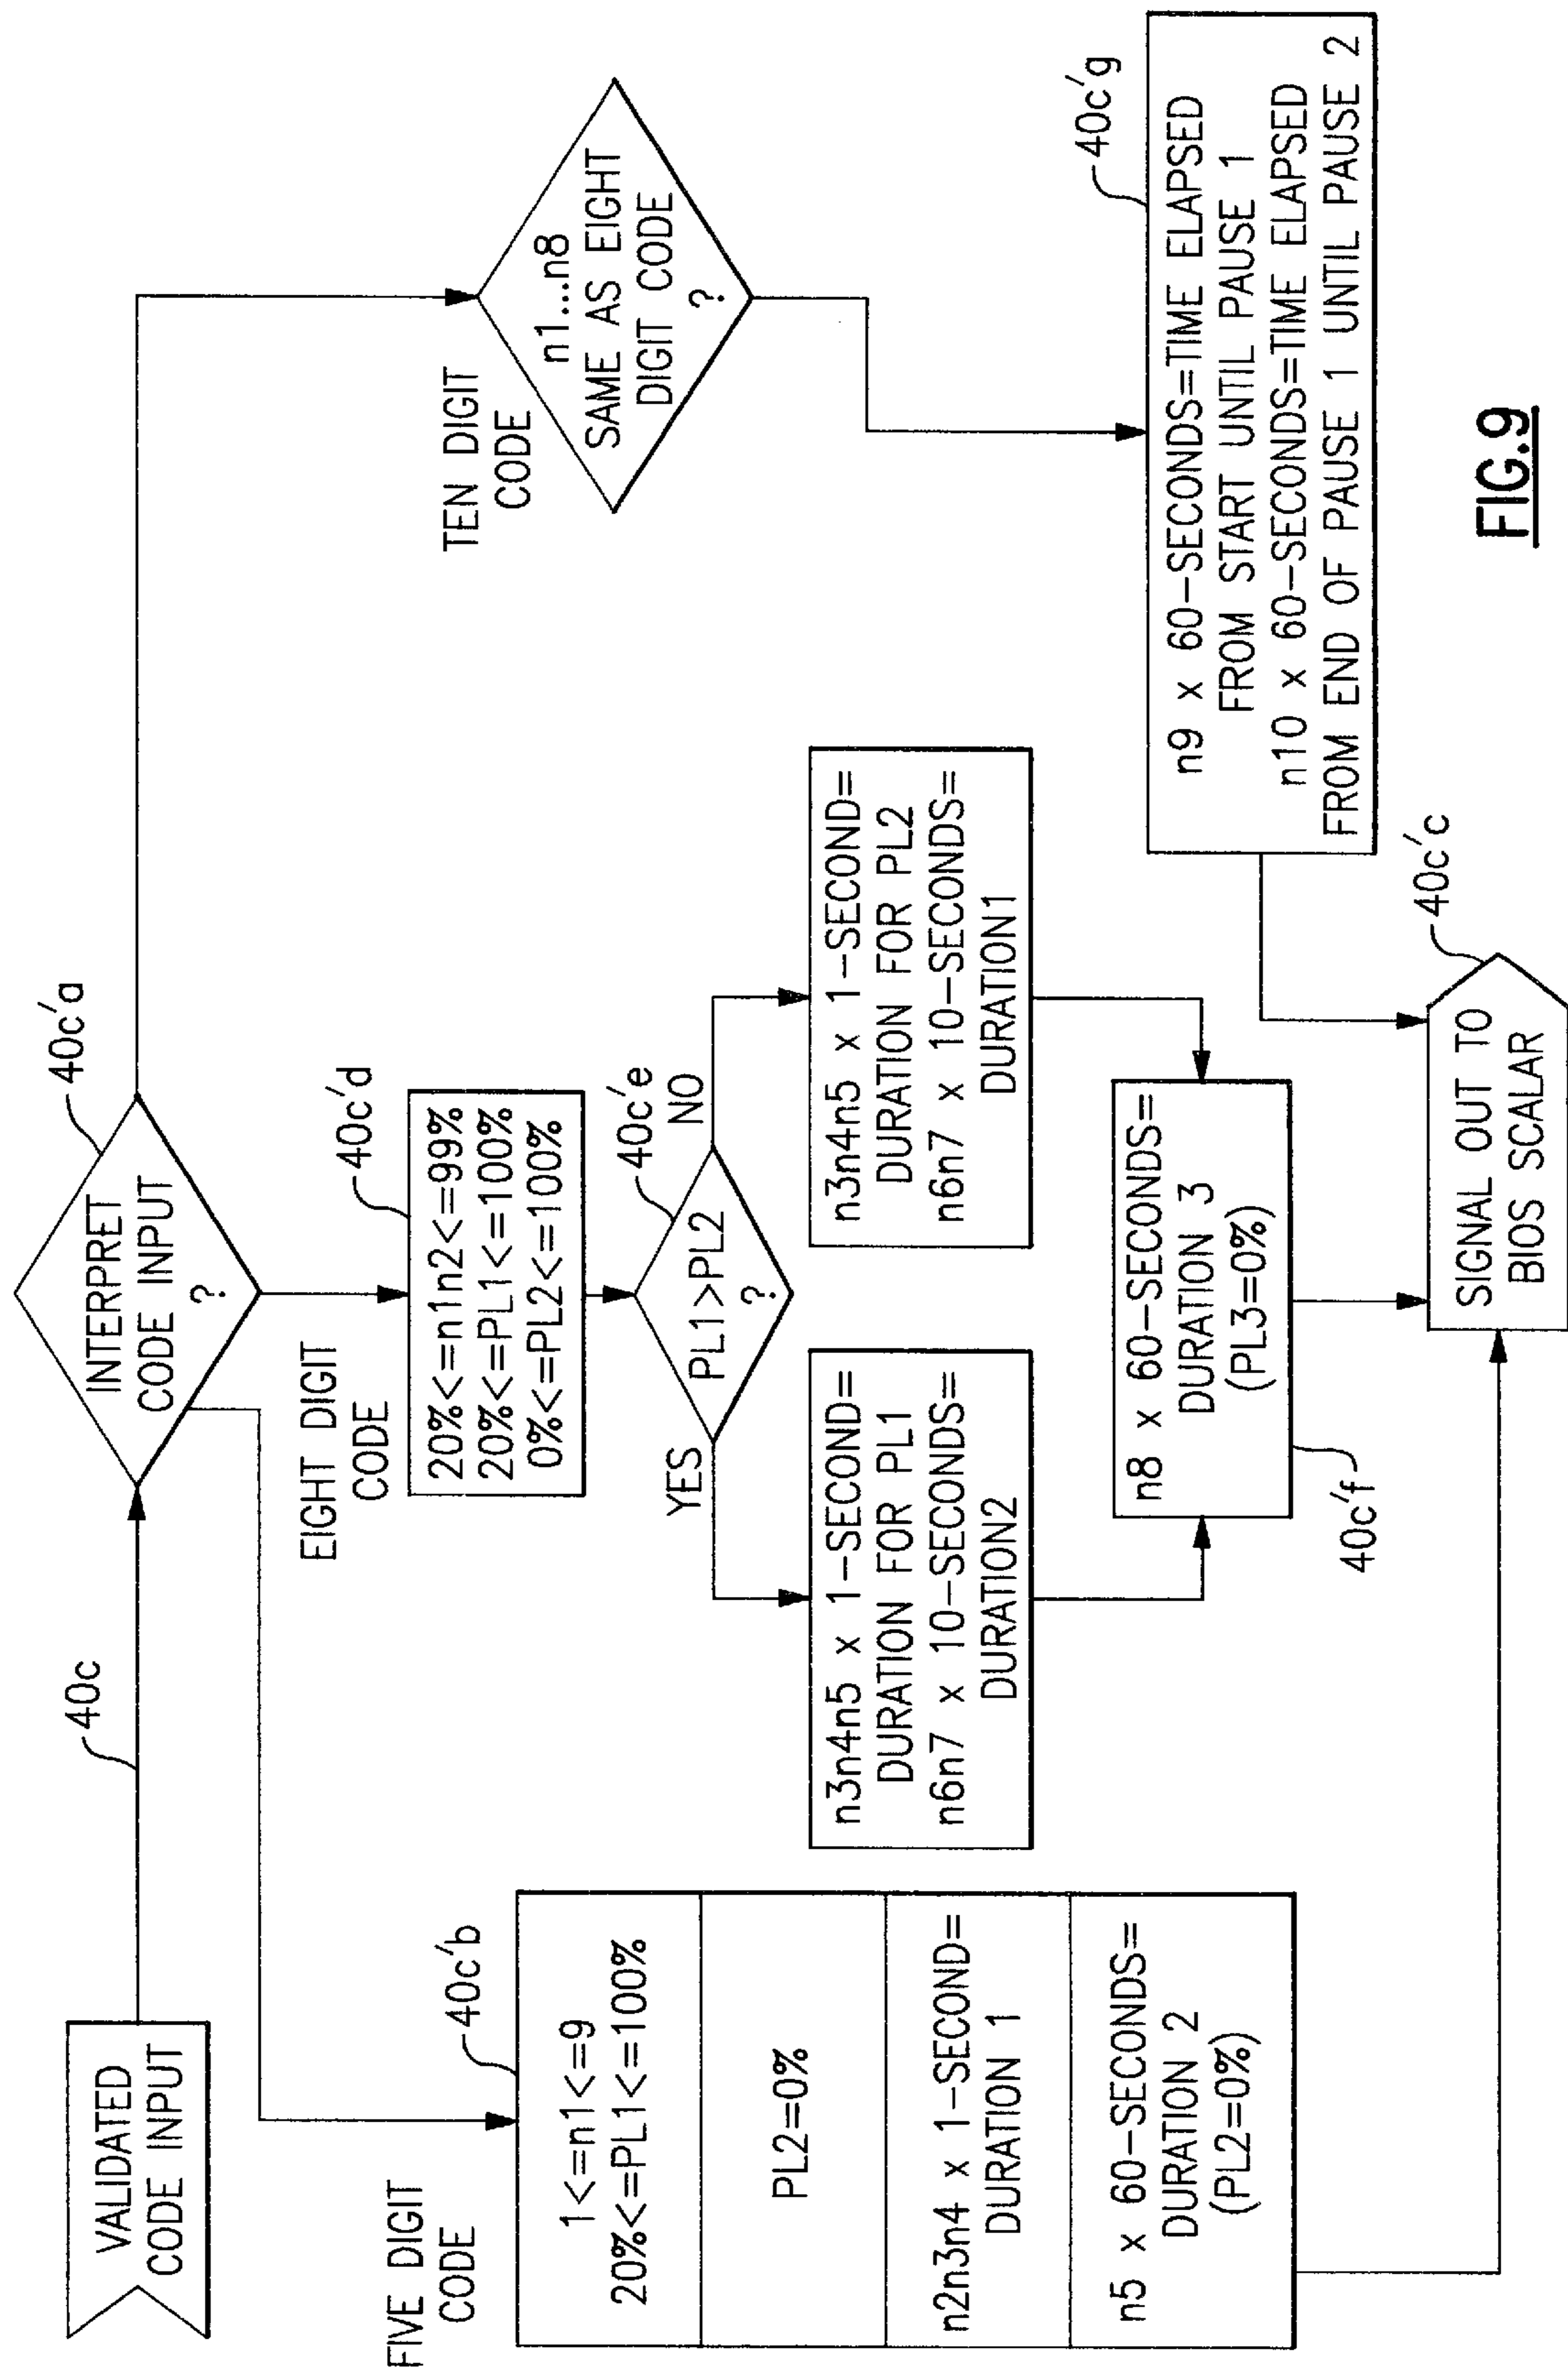 VALIDATED
CODE INPUT
40c
INTERPRET
CODE INPUT
?
40c'a
FIVE DIGIT
CODE
40c'b
1<=n1<=9
20%<=PL1<=100%
PL2=0%
n2n3n4 x 1-SECOND=
DURATION 1
n5 x 60-SECONDS=
DURATION 2
(PL2=0%)
EIGHT DIGIT
CODE
40c'd
20%<=n1n2<=99%
20%<=PL1<=100%
0%<=PL2<=100%
40c'e
PL1>PL2
?
YES
NO
n3n4n5 x 1-SECOND=
DURATION FOR PL1
n6n7 x 10-SECONDS=
DURATION2
n3n4n5 x 1-SECOND=
DURATION FOR PL2
n6n7 x 10-SECONDS=
DURATION1
n8 x 60-SECONDS=
DURATION 3
(PL3=0%)
40c'f
TEN DIGIT
CODE
n1...n8
SAME AS EIGHT
DIGIT CODE
?
40c'g
n9 x 60-SECONDS=TIME ELAPSED
FROM START UNTIL PAUSE 1
n10 x 60-SECONDS=TIME ELAPSED
FROM END OF PAUSE 1 UNTIL PAUSE 2
40c'c
SIGNAL OUT TO
BIOS SCALAR
FIG.9